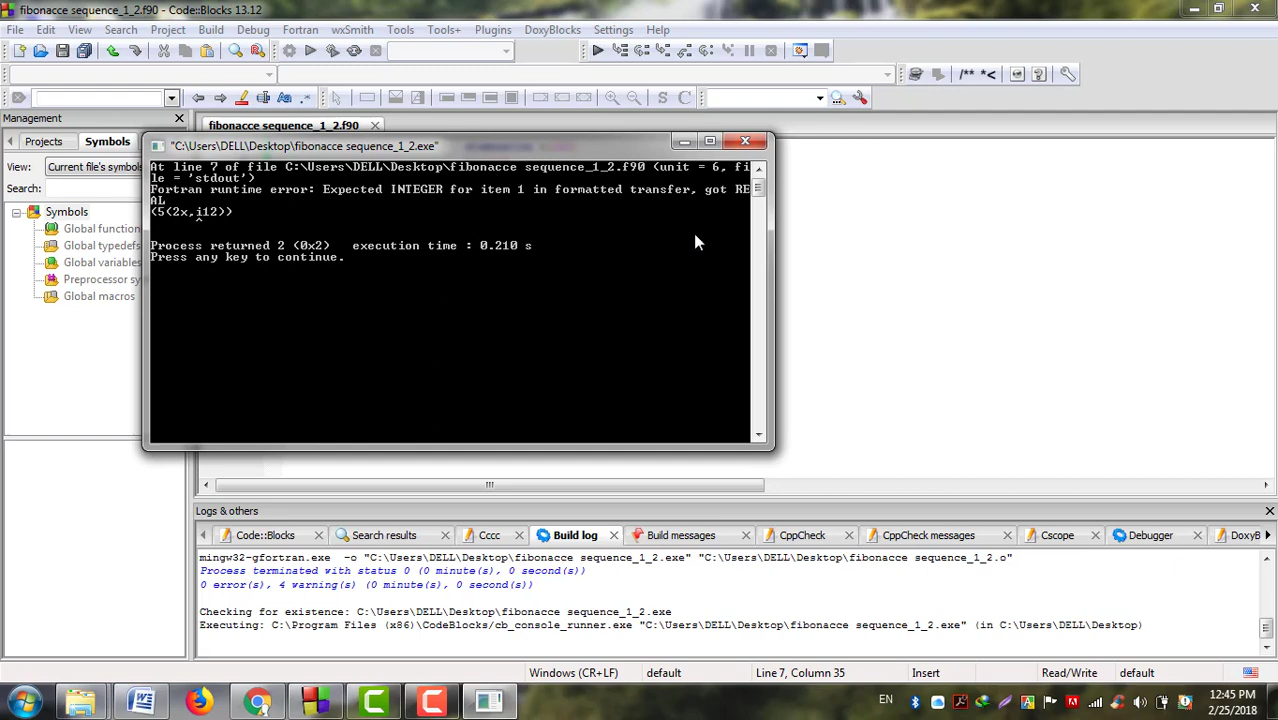 fibonacce sequence_1_2.f90 - Code::Blocks 13.12
File Edit View Search Project Build Debug Fortran wxSmith Tools Tools+ Plugins DoxyBlocks Settings Help
/** *<
S C
Management
fibonacce sequence_1_2.f90
Projects Symbols
View: Current file's symbols
Search:
Symbols
Global function
Global typedefs
Global variables
Preprocessor sy
Global macros
"C:\Users\DELL\Desktop\fibonacce sequence_1_2.exe"
At line 7 of file C:\Users\DELL\Desktop\fibonacce sequence_1_2.f90 (unit = 6, fi
le = 'stdout')
Fortran runtime error: Expected INTEGER for item 1 in formatted transfer, got RE
AL
(5(2x,i12))
^
Process returned 2 (0x2)   execution time : 0.210 s
Press any key to continue.
Logs & others
Code::Blocks Search results Cccc Build log Build messages CppCheck CppCheck messages Cscope Debugger DoxyB
mingw32-gfortran.exe  -o "C:\Users\DELL\Desktop\fibonacce sequence_1_2.exe" "C:\Users\DELL\Desktop\fibonacce sequence_1_2.o"
Process terminated with status 0 (0 minute(s), 0 second(s))
0 error(s), 4 warning(s) (0 minute(s), 0 second(s))
Checking for existence: C:\Users\DELL\Desktop\fibonacce sequence_1_2.exe
Executing: C:\Program Files (x86)\CodeBlocks/cb_console_runner.exe "C:\Users\DELL\Desktop\fibonacce sequence_1_2.exe" (in C:\Users\DELL\Desktop)
Windows (CR+LF) default Line 7, Column 35 Insert Read/Write default
EN
12:45 PM
2/25/2018